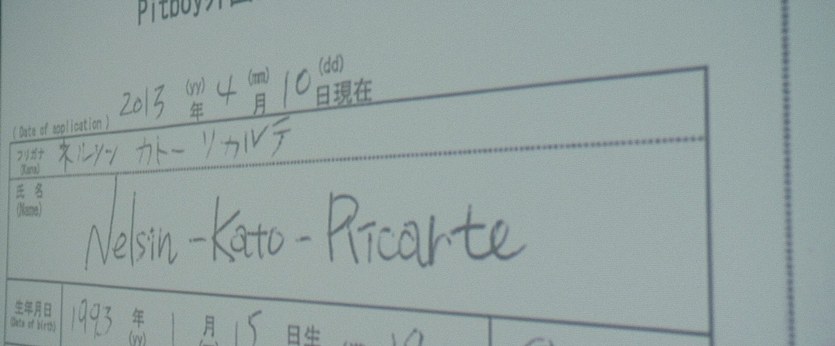 Pitboy
2013 (yy)年 4 (mm)月 10 (dd)日現在
(Date of application)
フリガナ (Name) ネルソン カトー リカルテ
氏名 (Name) Nelsin-Kato-Ricarte
生年月日 (Date of birth) 1993 年 (yy) 1 月 15 日生